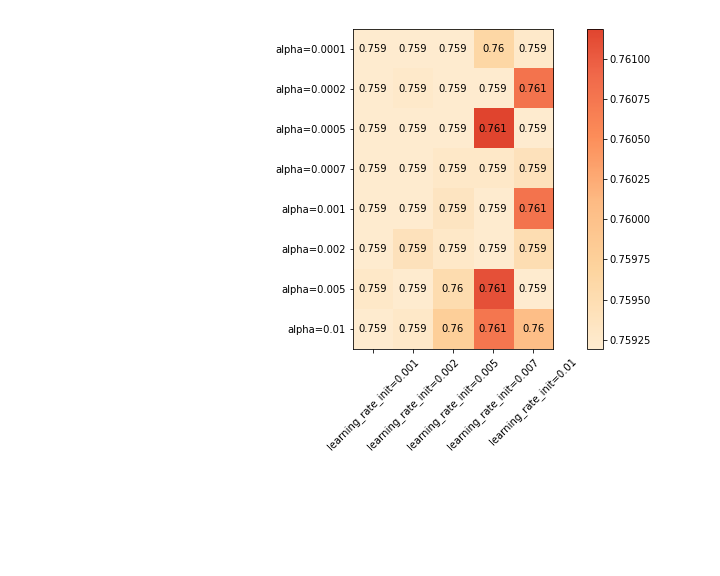 alpha=0.0001 0.759 0.759 0.759 0.76 0.759
alpha=0.0002 0.759 0.759 0.759 0.759 0.761
alpha=0.0005 0.759 0.759 0.759 0.761 0.759
alpha=0.0007 0.759 0.759 0.759 0.759 0.759
alpha=0.001 0.759 0.759 0.759 0.759 0.761
alpha=0.002 0.759 0.759 0.759 0.759 0.759
alpha=0.005 0.759 0.759 0.76 0.761 0.759
alpha=0.01 0.759 0.759 0.76 0.761 0.76
learning_rate_init=0.001
learning_rate_init=0.002
learning_rate_init=0.005
learning_rate_init=0.007
learning_rate_init=0.01
0.76100
0.76075
0.76050
0.76025
0.76000
0.75975
0.75950
0.75925